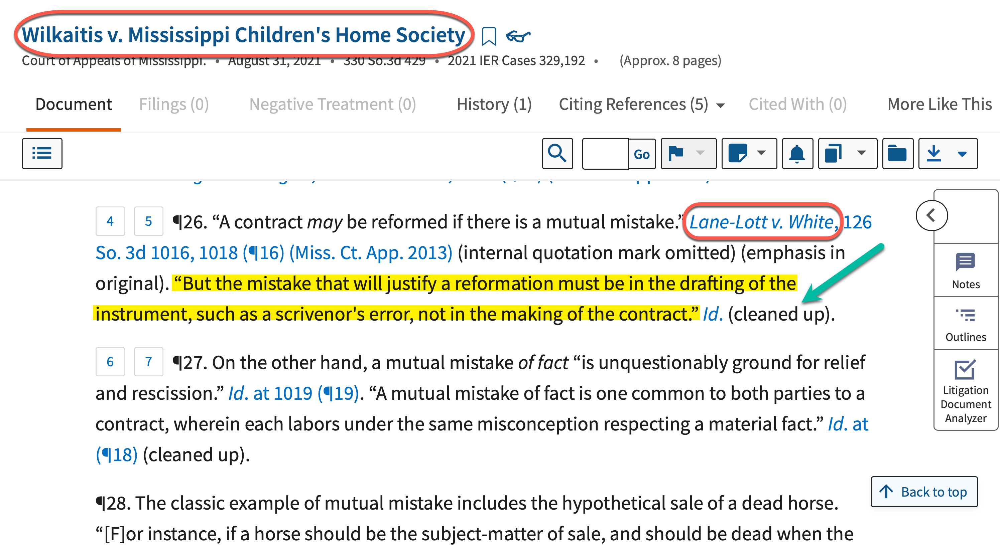 Wilkaitis v. Mississippi Children's Home Society
Court of Appeals of Mississippi. • August 31, 2021 • 330 So.3d 429 • 2021 IER Cases 329,192 • (Approx. 8 pages)
Document Filings (0) Negative Treatment (0) History (1) Citing References (5) Cited With (0) More Like This
Go
4 5 ¶26. “A contract may be reformed if there is a mutual mistake.” Lane-Lott v. White, 126
So. 3d 1016, 1018 (¶16) (Miss. Ct. App. 2013) (internal quotation mark omitted) (emphasis in
original). “But the mistake that will justify a reformation must be in the drafting of the
instrument, such as a scrivenor's error, not in the making of the contract.” Id. (cleaned up).
6 7 ¶27. On the other hand, a mutual mistake of fact “is unquestionably ground for relief
and rescission.” Id. at 1019 (¶19). “A mutual mistake of fact is one common to both parties to a
contract, wherein each labors under the same misconception respecting a material fact.” Id. at
(¶18) (cleaned up).
¶28. The classic example of mutual mistake includes the hypothetical sale of a dead horse.
“[F]or instance, if a horse should be the subject-matter of sale, and should be dead when the
Notes
Outlines
Litigation
Document
Analyzer
Back to top